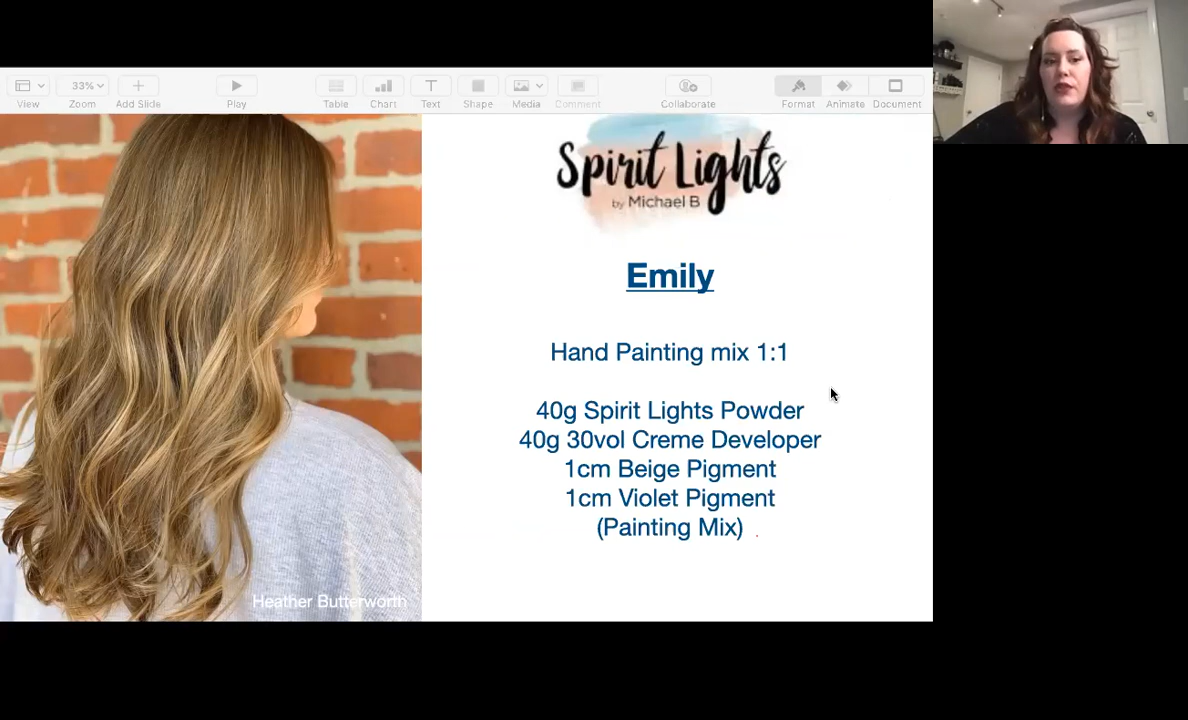 View
33%
Zoom
Add Slide
Play
Table
Chart
Text
Shape
Media
Comment
Collaborate
Format
Animate
Document
Spirit Lights
by Michael B
Emily
Hand Painting mix 1:1
40g Spirit Lights Powder
40g 30vol Creme Developer
1cm Beige Pigment
1cm Violet Pigment
(Painting Mix)
Heather Butterworth